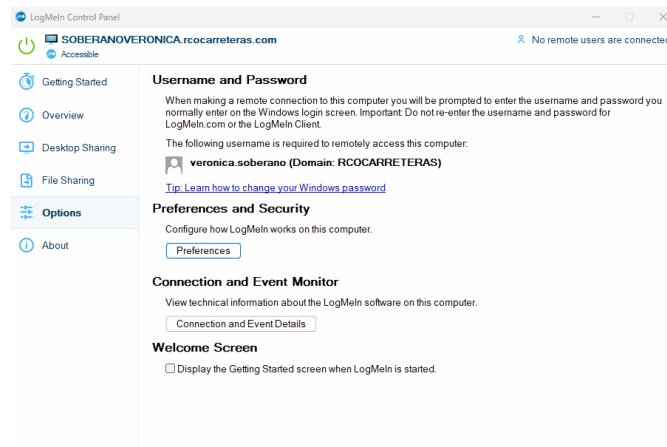 LogMeIn Control Panel
SOBERANOVERONICA.rcocarreteras.com
Accessible
No remote users are connected
Getting Started
Overview
Desktop Sharing
File Sharing
Options
About
Username and Password
When making a remote connection to this computer you will be prompted to enter the username and password you
normally enter on the Windows login screen. Important: Do not re-enter the username and password for
LogMeIn.com or the LogMeIn Client.
The following username is required to remotely access this computer:
veronica.soberano (Domain: RCOCARRETERAS)
Tip: Learn how to change your Windows password
Preferences and Security
Configure how LogMeIn works on this computer.
Preferences
Connection and Event Monitor
View technical information about the LogMeIn software on this computer.
Connection and Event Details
Welcome Screen
Display the Getting Started screen when LogMeIn is started.